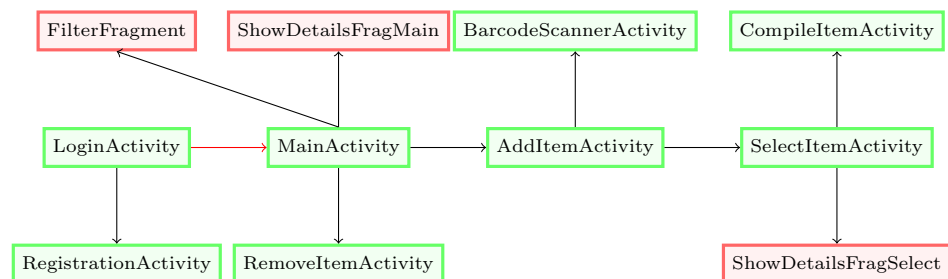 FilterFragment
ShowDetailsFragMain
BarcodeScannerActivity
CompileItemActivity
LoginActivity
MainActivity
AddItemActivity
SelectItemActivity
RegistrationActivity
RemoveItemActivity
ShowDetailsFragSelect